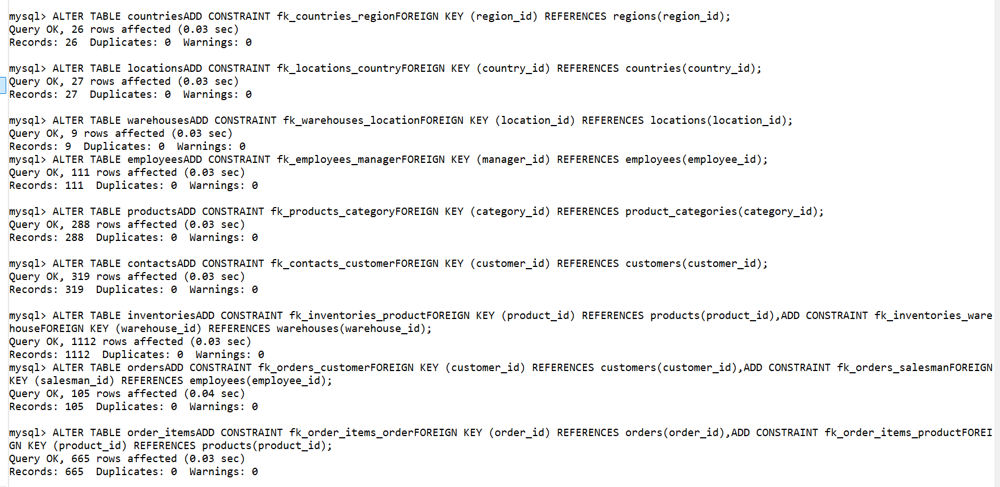 mysql> ALTER TABLE countriesADD CONSTRAINT fk_countries_regionFOREIGN KEY (region_id) REFERENCES regions(region_id);
Query OK, 26 rows affected (0.03 sec)
Records: 26  Duplicates: 0  Warnings: 0
mysql> ALTER TABLE locationsADD CONSTRAINT fk_locations_countryFOREIGN KEY (country_id) REFERENCES countries(country_id);
Query OK, 27 rows affected (0.03 sec)
Records: 27  Duplicates: 0  Warnings: 0
mysql> ALTER TABLE warehousesADD CONSTRAINT fk_warehouses_locationFOREIGN KEY (location_id) REFERENCES locations(location_id);
Query OK, 9 rows affected (0.03 sec)
Records: 9  Duplicates: 0  Warnings: 0
mysql> ALTER TABLE employeesADD CONSTRAINT fk_employees_managerFOREIGN KEY (manager_id) REFERENCES employees(employee_id);
Query OK, 111 rows affected (0.03 sec)
Records: 111  Duplicates: 0  Warnings: 0
mysql> ALTER TABLE productsADD CONSTRAINT fk_products_categoryFOREIGN KEY (category_id) REFERENCES product_categories(category_id);
Query OK, 288 rows affected (0.03 sec)
Records: 288  Duplicates: 0  Warnings: 0
mysql> ALTER TABLE contactsADD CONSTRAINT fk_contacts_customerFOREIGN KEY (customer_id) REFERENCES customers(customer_id);
Query OK, 319 rows affected (0.03 sec)
Records: 319  Duplicates: 0  Warnings: 0
mysql> ALTER TABLE inventoriesADD CONSTRAINT fk_inventories_productFOREIGN KEY (product_id) REFERENCES products(product_id),ADD CONSTRAINT fk_inventories_ware
houseFOREIGN KEY (warehouse_id) REFERENCES warehouses(warehouse_id);
Query OK, 1112 rows affected (0.03 sec)
Records: 1112  Duplicates: 0  Warnings: 0
mysql> ALTER TABLE ordersADD CONSTRAINT fk_orders_customerFOREIGN KEY (customer_id) REFERENCES customers(customer_id),ADD CONSTRAINT fk_orders_salesmanFOREIGN
KEY (salesman_id) REFERENCES employees(employee_id);
Query OK, 105 rows affected (0.04 sec)
Records: 105  Duplicates: 0  Warnings: 0
mysql> ALTER TABLE order_itemsADD CONSTRAINT fk_order_items_orderFOREIGN KEY (order_id) REFERENCES orders(order_id),ADD CONSTRAINT fk_order_items_productFOREI
GN KEY (product_id) REFERENCES products(product_id);
Query OK, 665 rows affected (0.03 sec)
Records: 665  Duplicates: 0  Warnings: 0